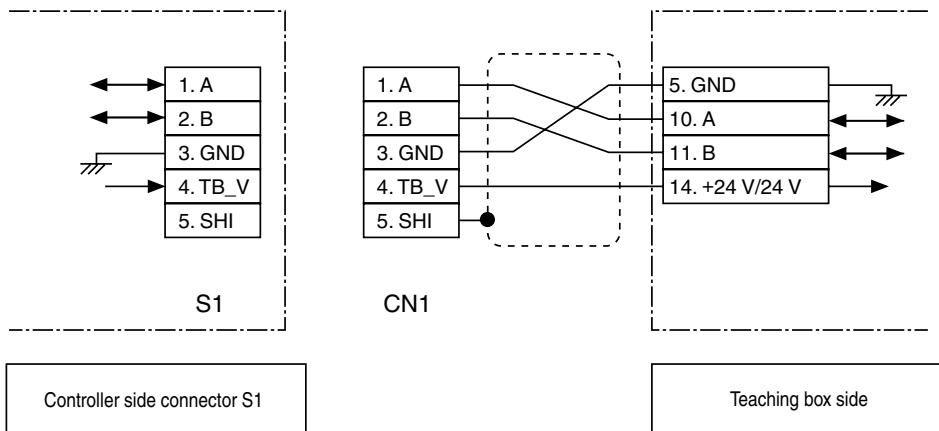 1. A
2. B
3. GND
4. TB_V
5. SHI
S1
1. A
2. B
3. GND
4. TB_V
5. SHI
CN1
5. GND
10. A
11. B
14. +24 V/24 V
Controller side connector S1
Teaching box side